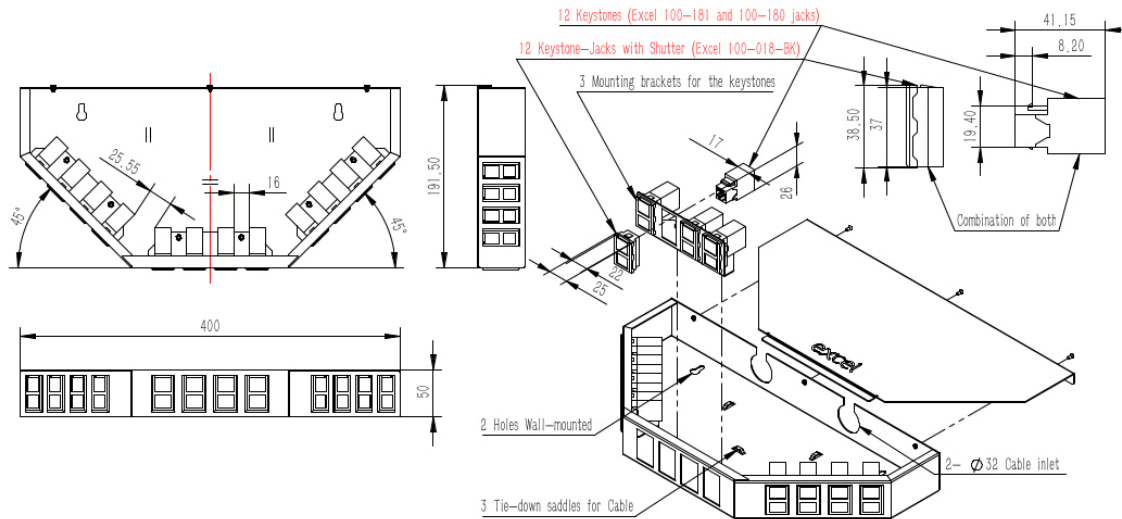 12 Keystones (Excel 100-181 and 100-180 jacks)
12 Keystone-Jacks with Shutter (Excel 100-018-BK)
3 Mounting brackets for the keystones
41.15
8.20
38.50
37
19.40
Combination of both
17
26
22
25
25.55
16
45°
45°
191.50
400
50
excel
2 Holes Wall-mounted
2- Ø32 Cable inlet
3 Tie-down saddles for Cable